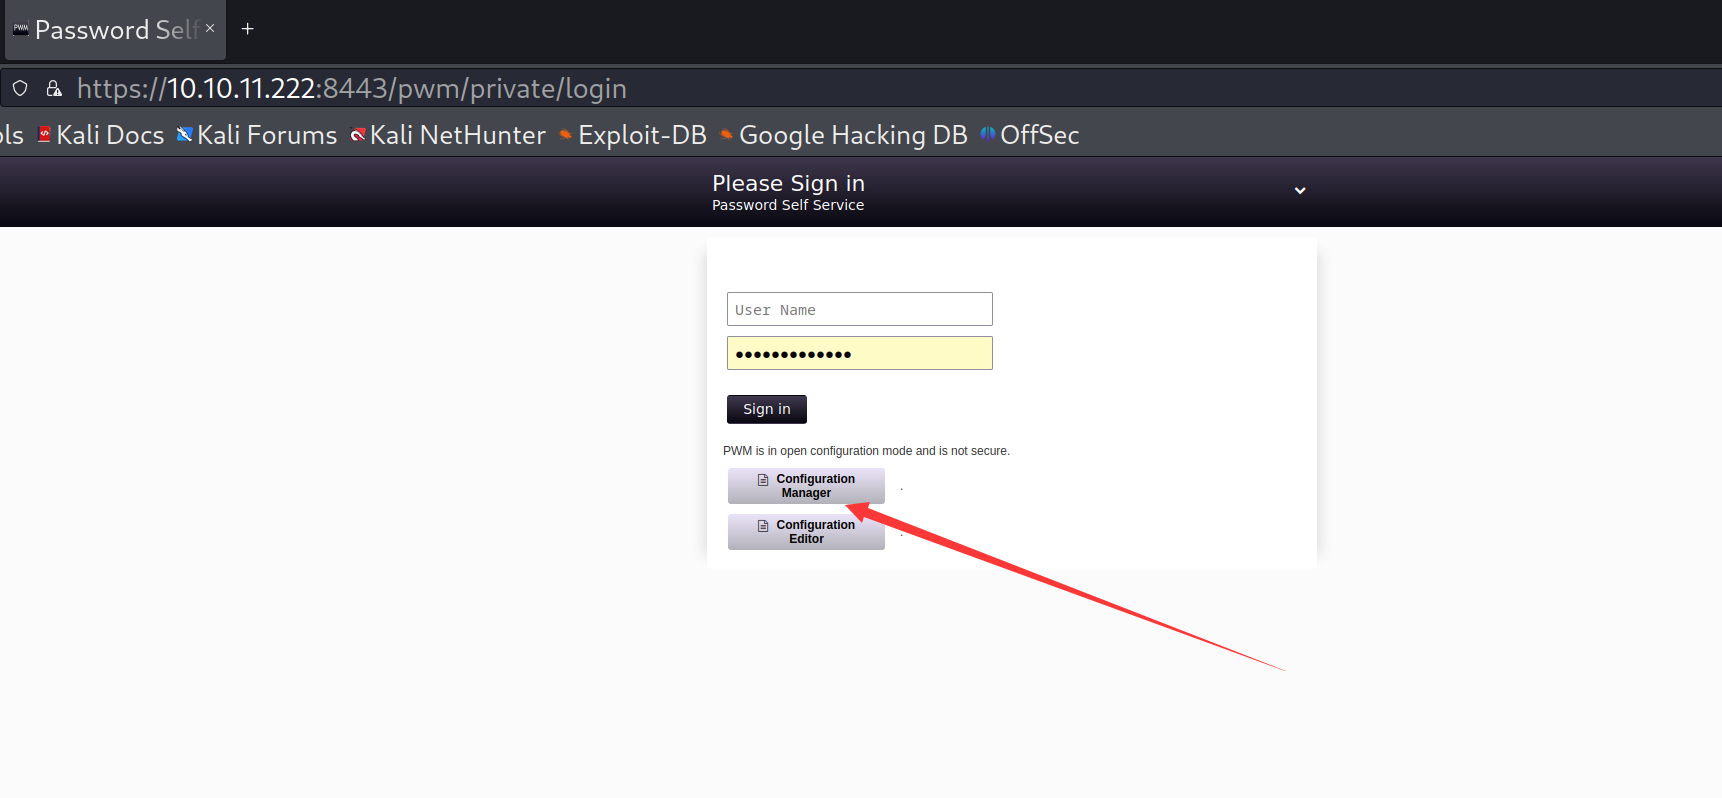 PWM Password Self
https://10.10.11.222:8443/pwm/private/login
ols Kali Docs Kali Forums Kali NetHunter Exploit-DB Google Hacking DB OffSec
Please Sign in
Password Self Service
User Name
•••••••••••••
Sign in
PWM is in open configuration mode and is not secure.
Configuration
Manager .
Configuration
Editor .